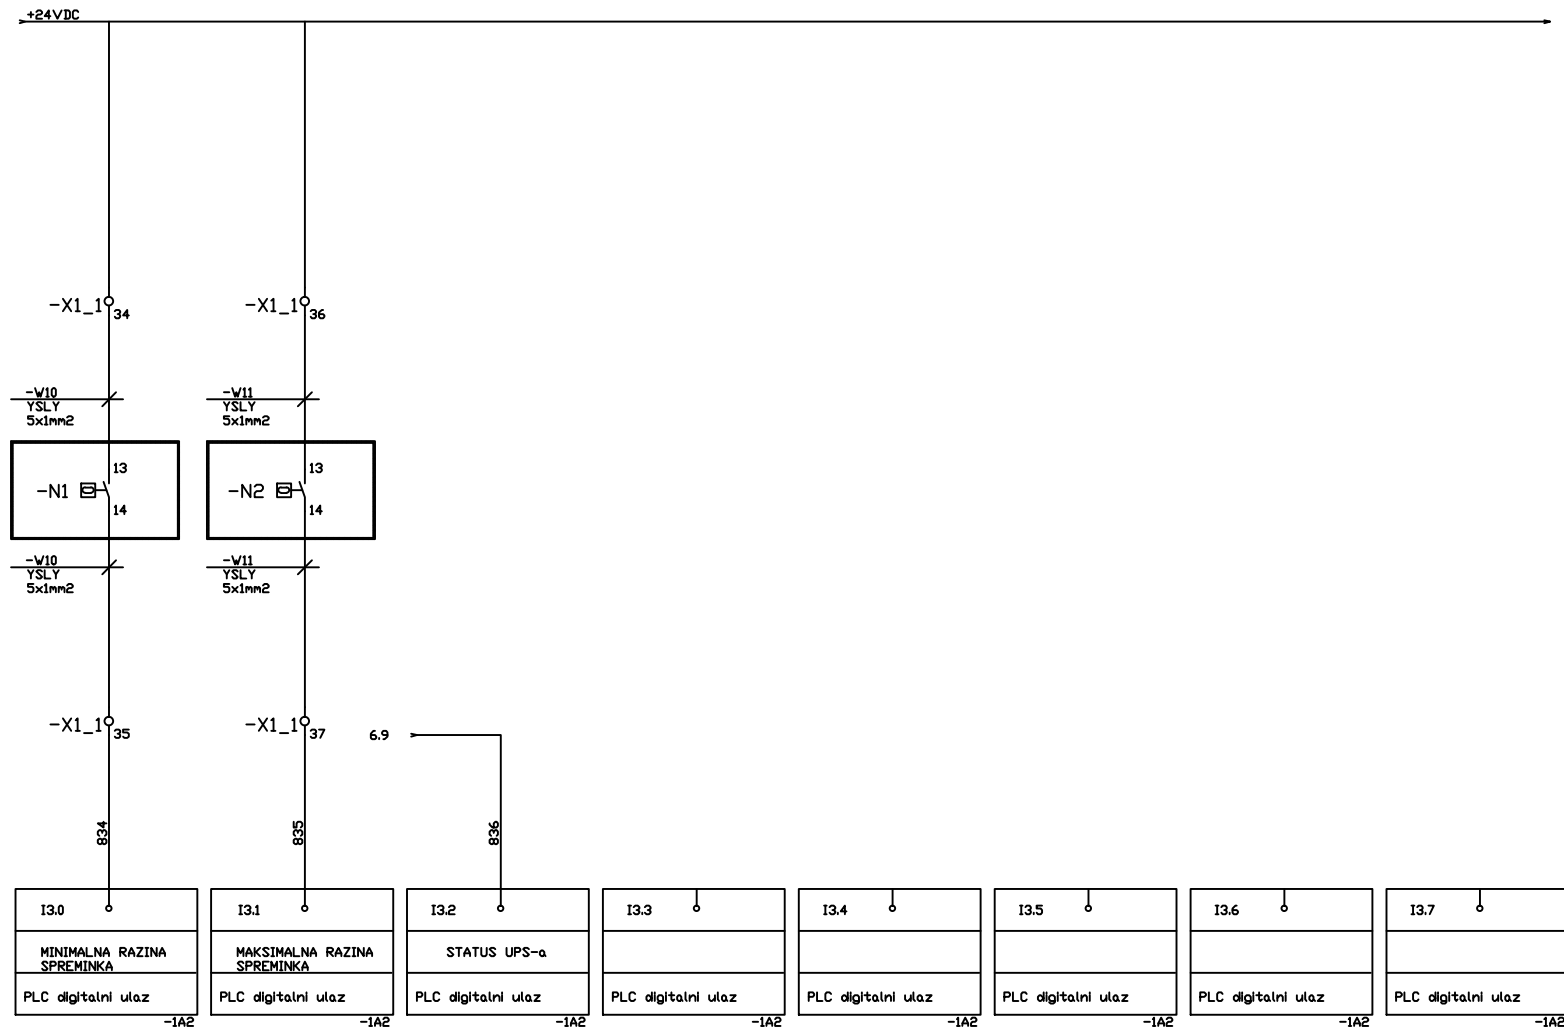 +24VDC
-X1_1 34
-X1_1 36
-W10
YSLY
5x1mm2
-W11
YSLY
5x1mm2
13
-N1
14
13
-N2
14
-W10
YSLY
5x1mm2
-W11
YSLY
5x1mm2
-X1_1 35
-X1_1 37
6.9
834
835
836
I3.0
I3.1
I3.2
I3.3
I3.4
I3.5
I3.6
I3.7
MINIMALNA RAZINA
SPREMINKA
MAKSIMALNA RAZINA
SPREMINKA
STATUS UPS-a
PLC digitalni ulaz
PLC digitalni ulaz
PLC digitalni ulaz
PLC digitalni ulaz
PLC digitalni ulaz
PLC digitalni ulaz
PLC digitalni ulaz
PLC digitalni ulaz
-1A2
-1A2
-1A2
-1A2
-1A2
-1A2
-1A2
-1A2